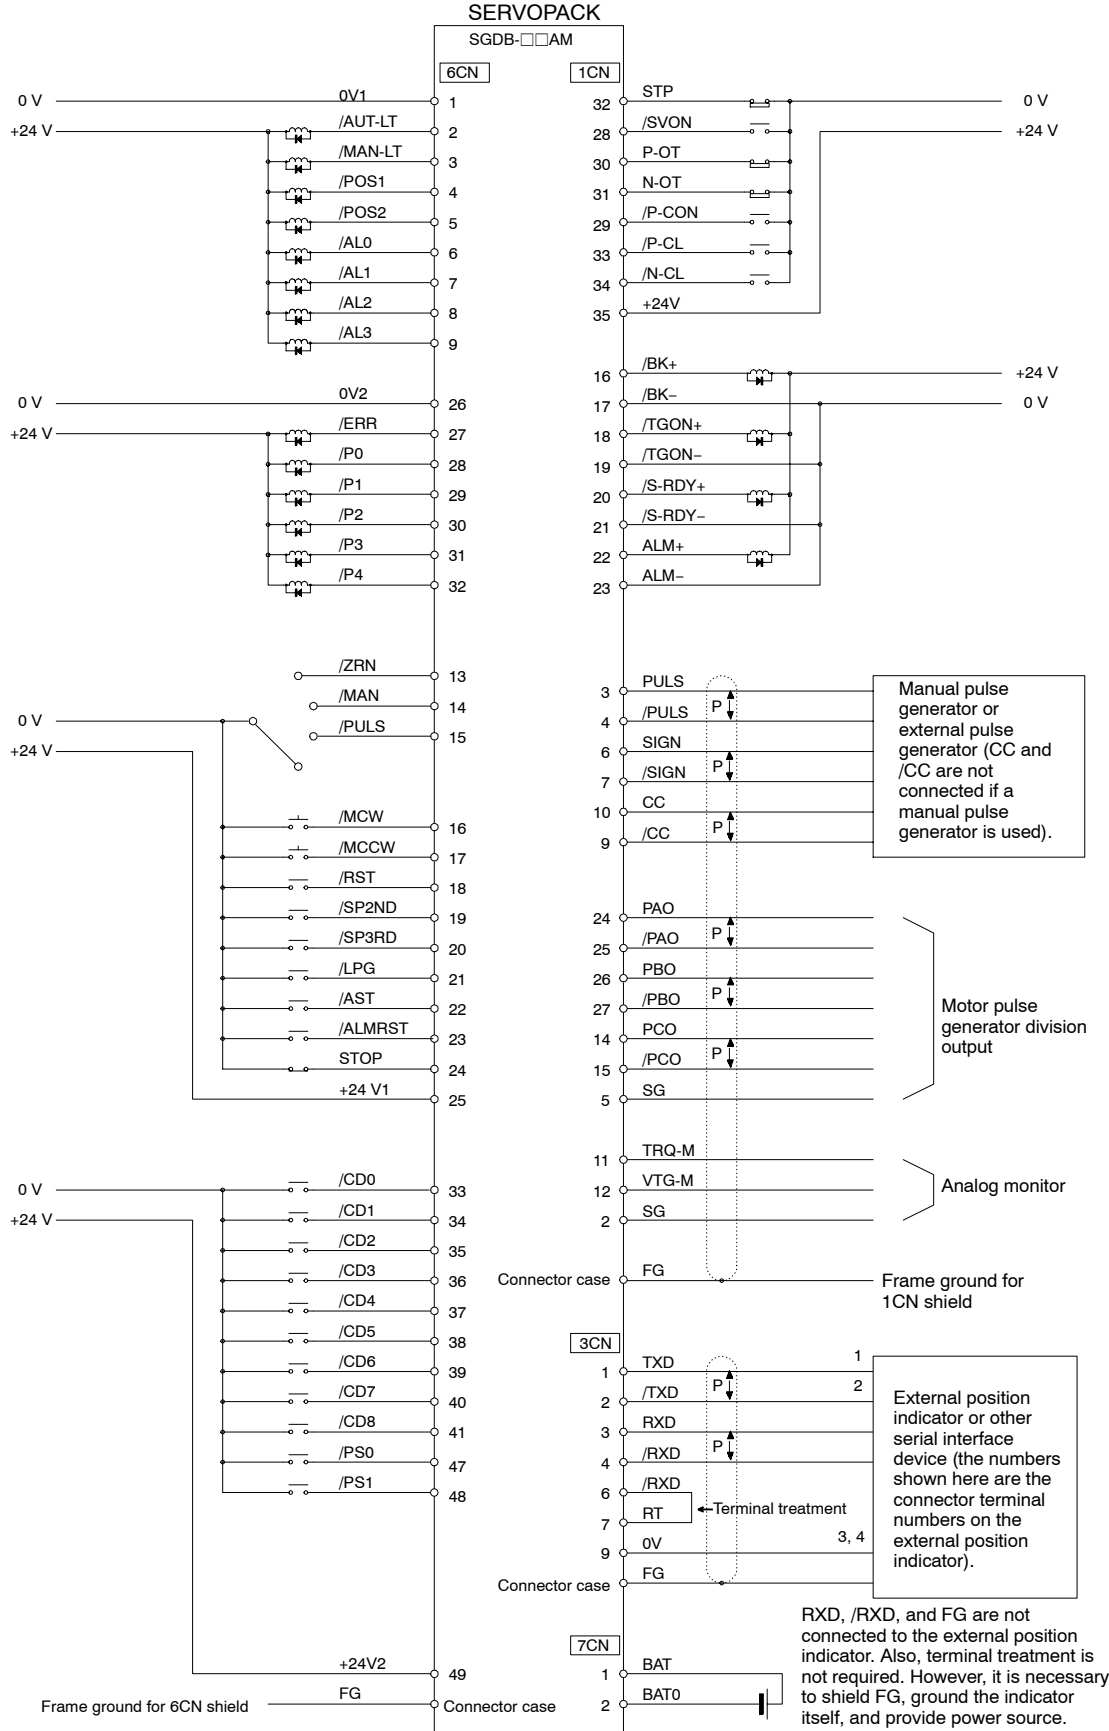 SERVOPACK
SGDB-□□AM
6CN
1CN
0 V
0V1
1
+24 V
/AUT-LT
2
/MAN-LT
3
/POS1
4
/POS2
5
/AL0
6
/AL1
7
/AL2
8
/AL3
9
0 V
0V2
26
+24 V
/ERR
27
/P0
28
/P1
29
/P2
30
/P3
31
/P4
32
/ZRN
13
/MAN
14
0 V
/PULS
15
+24 V
/MCW
16
/MCCW
17
/RST
18
/SP2ND
19
/SP3RD
20
/LPG
21
/AST
22
/ALMRST
23
STOP
24
+24 V1
25
0 V
/CD0
33
+24 V
/CD1
34
/CD2
35
/CD3
36
/CD4
37
/CD5
38
/CD6
39
/CD7
40
/CD8
41
/PS0
47
/PS1
48
+24V2
49
Frame ground for 6CN shield
FG
Connector case
32
STP
0 V
28
/SVON
+24 V
30
P-OT
31
N-OT
29
/P-CON
33
/P-CL
34
/N-CL
35
+24V
16
/BK+
+24 V
17
/BK−
0 V
18
/TGON+
19
/TGON−
20
/S-RDY+
21
/S-RDY−
22
ALM+
23
ALM−
3
PULS
P
4
/PULS
6
SIGN
P
7
/SIGN
10
CC
P
9
/CC
Manual pulse
generator or
external pulse
generator (CC and
/CC are not
connected if a
manual pulse
generator is used).
24
PAO
P
25
/PAO
26
PBO
P
27
/PBO
14
PCO
P
15
/PCO
5
SG
Motor pulse
generator division
output
11
TRQ-M
12
VTG-M
2
SG
Analog monitor
Connector case
FG
Frame ground for
1CN shield
3CN
1
TXD
1
P
2
/TXD
2
3
RXD
P
4
/RXD
6
/RXD
7
RT
Terminal treatment
9
0V
3, 4
Connector case
FG
External position
indicator or other
serial interface
device (the numbers
shown here are the
connector terminal
numbers on the
external position
indicator).
7CN
1
BAT
2
BAT0
RXD, /RXD, and FG are not
connected to the external position
indicator. Also, terminal treatment is
not required. However, it is necessary
to shield FG, ground the indicator
itself, and provide power source.